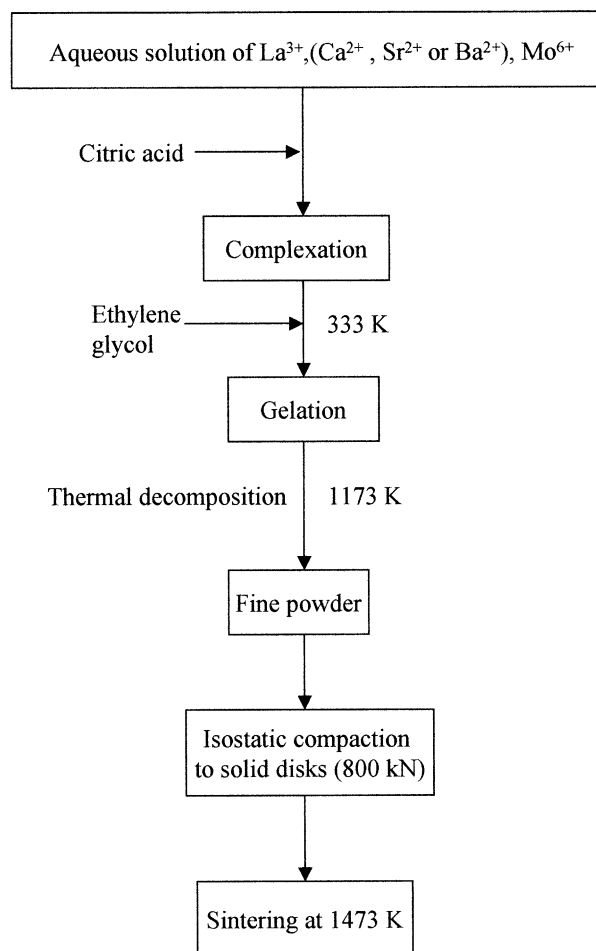 Aqueous solution of La³⁺,(Ca²⁺ , Sr²⁺ or Ba²⁺), Mo⁶⁺
Citric acid
Complexation
Ethylene
glycol
333 K
Gelation
Thermal decomposition
1173 K
Fine powder
Isostatic compaction
to solid disks (800 kN)
Sintering at 1473 K